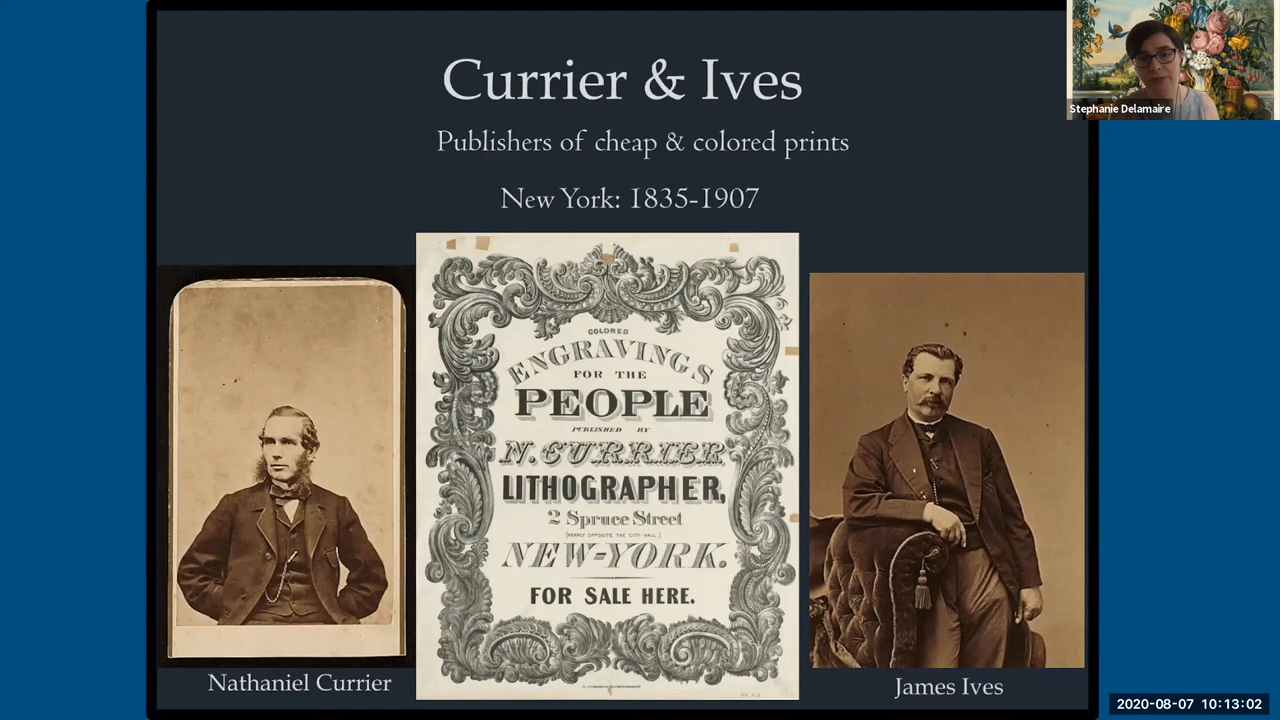 Currier & Ives
Publishers of cheap & colored prints
New York: 1835-1907
Stephanie Delamaire
COLORED
ENGRAVINGS
FOR THE
PEOPLE
PUBLISHED BY
N. CURRIER
LITHOGRAPHER,
2 Spruce Street
(NEARLY OPPOSITE THE CITY-HALL.)
NEW-YORK.
FOR SALE HERE.
Nathaniel Currier
James Ives
2020-08-07 10:13:02